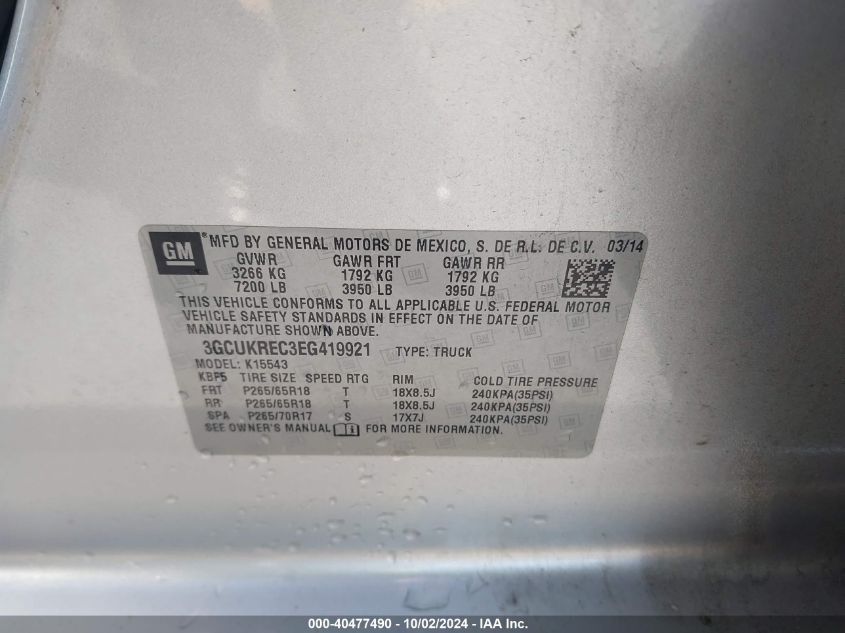 GM
® MFD BY GENERAL MOTORS DE MEXICO, S. DE R.L. DE C.V. 03/14
GVWR GAWR FRT GAWR RR
3266 KG 1792 KG 1792 KG
7200 LB 3950 LB 3950 LB
THIS VEHICLE CONFORMS TO ALL APPLICABLE U.S. FEDERAL MOTOR
VEHICLE SAFETY STANDARDS IN EFFECT ON THE DATE OF
MANUFACTURE SHOWN ABOVE.
3GCUKREC3EG419921 TYPE: TRUCK
MODEL: K15543
KBP5 TIRE SIZE SPEED RTG RIM COLD TIRE PRESSURE
FRT P265/65R18 T 18X8.5J 240KPA(35PSI)
RR P265/65R18 T 18X8.5J 240KPA(35PSI)
SPA P265/70R17 S 17X7J 240KPA(35PSI)
SEE OWNER'S MANUAL FOR MORE INFORMATION.
000-40477490 - 10/02/2024 - IAA Inc.